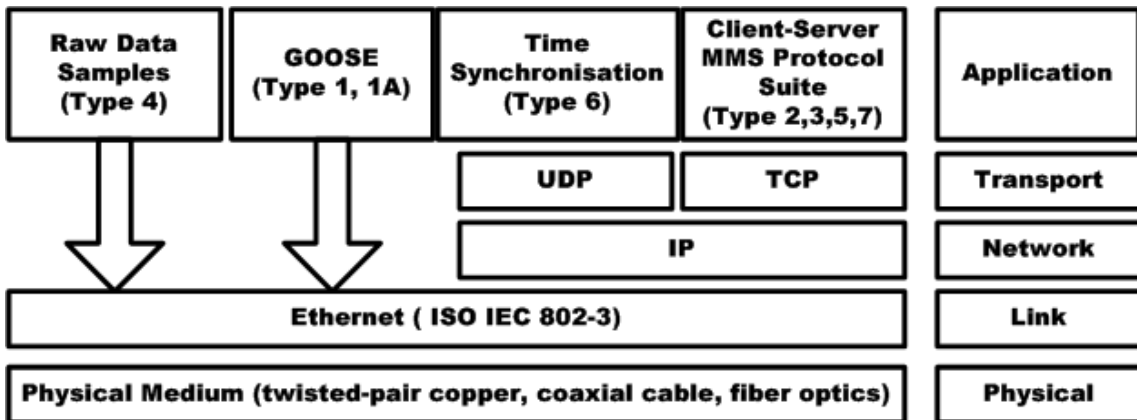 Raw Data
Samples
(Type 4)
GOOSE
(Type 1, 1A)
Time
Synchronisation
(Type 6)
Client-Server
MMS Protocol
Suite
(Type 2,3,5,7)
Application
UDP
TCP
Transport
IP
Network
Ethernet ( ISO IEC 802-3)
Link
Physical Medium (twisted-pair copper, coaxial cable, fiber optics)
Physical